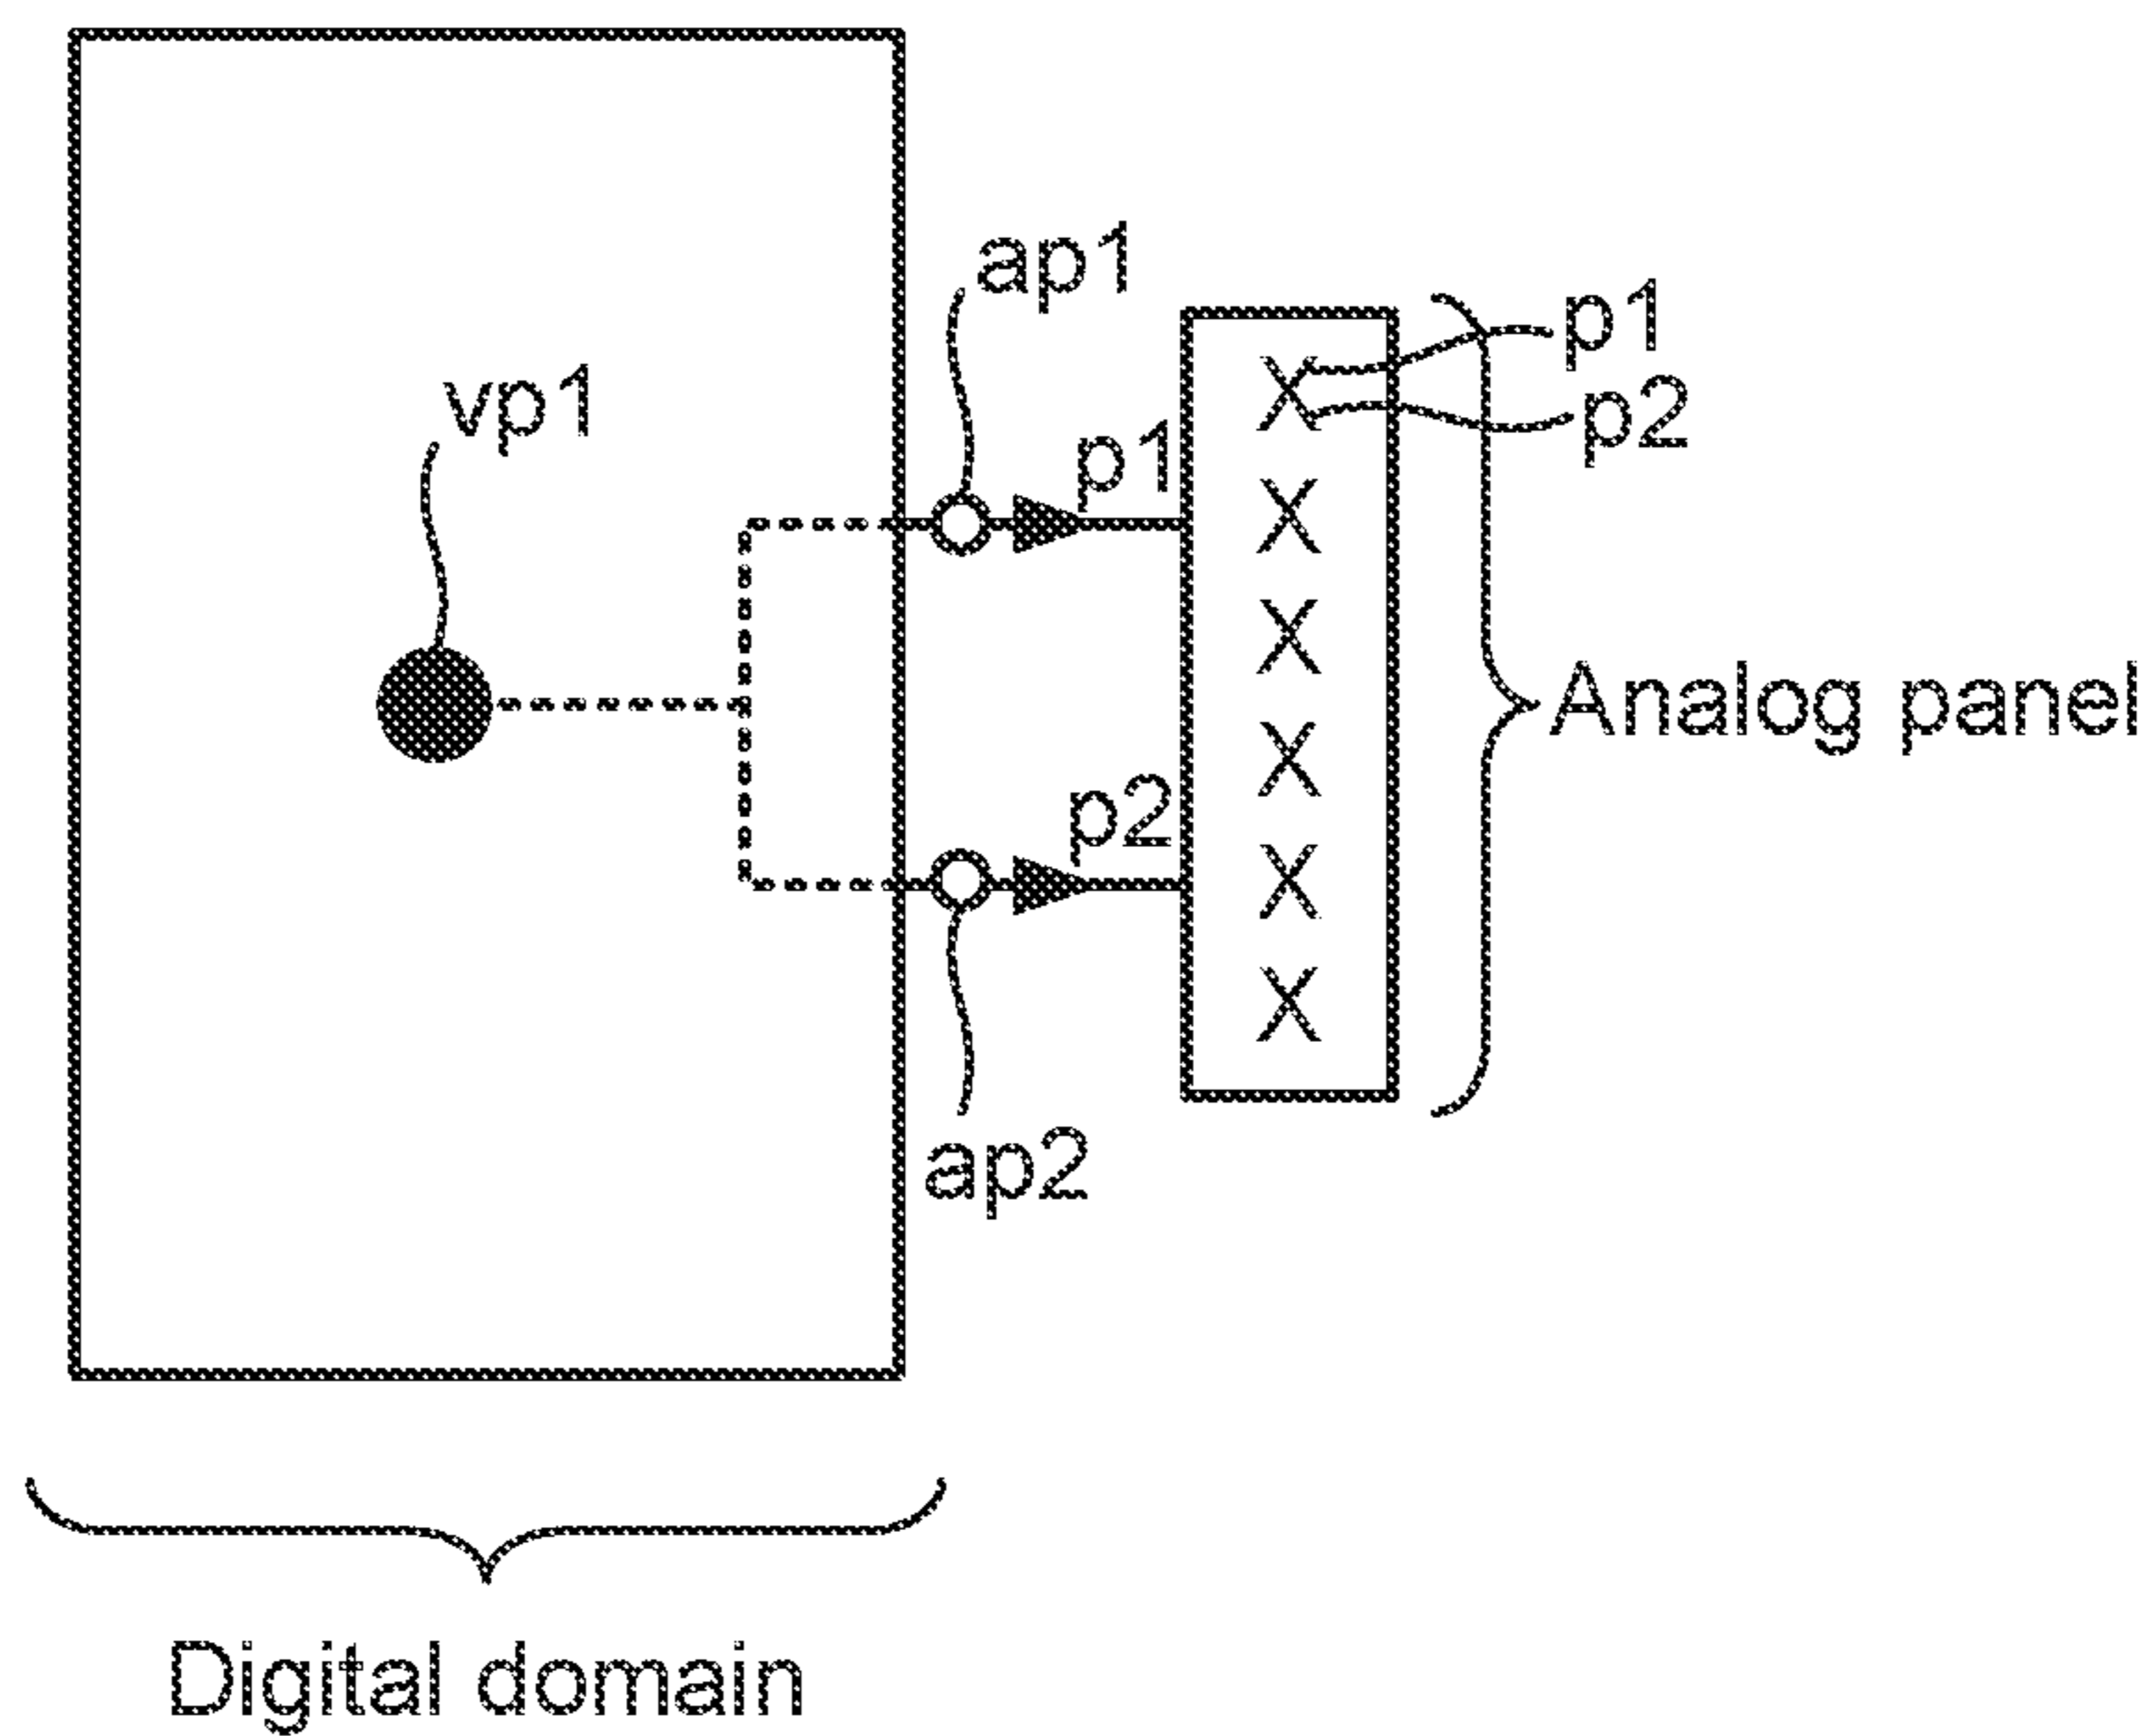 ap1
p1
vp1
p2
p1
X
X
X
X
X
X
Analog panel
p2
ap2
Digital domain